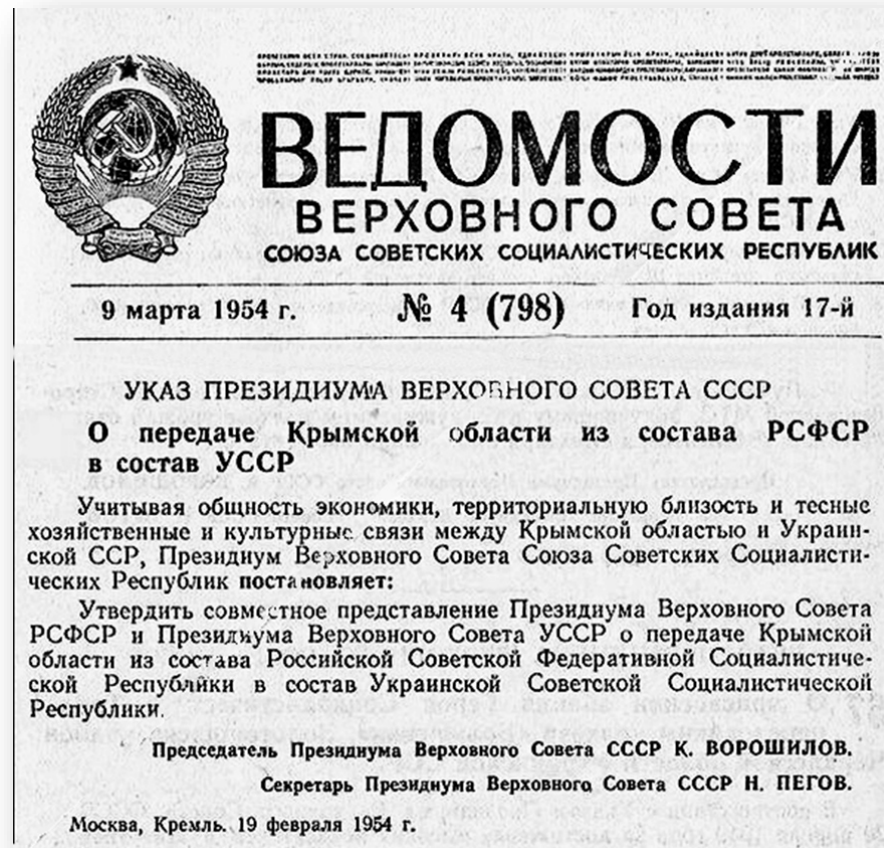 ВЕДОМОСТИ
ВЕРХОВНОГО СОВЕТА
СОЮЗА СОВЕТСКИХ СОЦИАЛИСТИЧЕСКИХ РЕСПУБЛИК
9 марта 1954 г. № 4 (798) Год издания 17-й
УКАЗ ПРЕЗИДИУМА ВЕРХОВНОГО СОВЕТА СССР
О передаче Крымской области из состава РСФСР
в состав УССР
Учитывая общность экономики, территориальную близость и тесные
хозяйственные и культурные связи между Крымской областью и Украин-
ской ССР, Президиум Верховного Совета Союза Советских Социалисти-
ческих Республик постановляет:
Утвердить совместное представление Президиума Верховного Совета
РСФСР и Президиума Верховного Совета УССР о передаче Крымской
области из состава Российской Советской Федеративной Социалистиче-
ской Республики в состав Украинской Советской Социалистической
Республики.
Председатель Президиума Верховного Совета СССР К. ВОРОШИЛОВ.
Секретарь Президиума Верховного Совета СССР Н. ПЕГОВ.
Москва, Кремль. 19 февраля 1954 г.